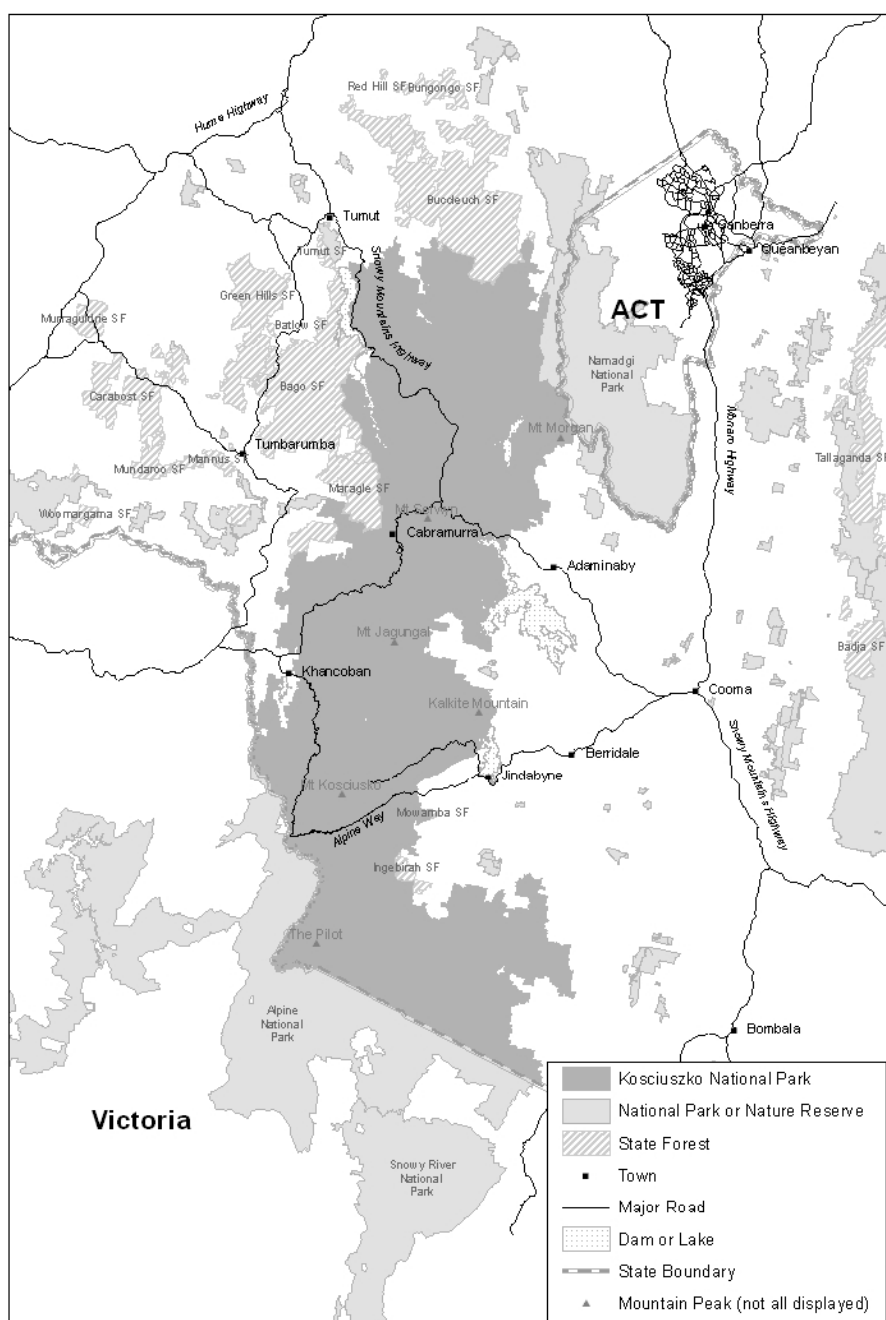 Red Hill SF
Bungongo SF
Hume Highway
Buccleuch SF
Tumut
Canberra
Queanbeyan
Tumut SF
Snowy Mountains Highway
Green Hills SF
ACT
Murraguldrie SF
Batlow SF
Namadgi
National
Park
Bago SF
Carabost SF
Monaro Highway
Mt Morgan
Tumbarumba
Mannus SF
Mundaroo SF
Tallaganda SF
Maragle SF
Woomargama SF
Mt Selwyn
Cabramurra
Adaminaby
Mt Jagungal
Badja SF
Khancoban
Cooma
Kalkite Mountain
Snowy Mountains Highway
Berridale
Jindabyne
Mt Kosciusko
Mowamba SF
Alpine Way
Ingebirah SF
The Pilot
Alpine
National
Park
Bombala
Victoria
Snowy River
National
Park
Kosciuszko National Park
National Park or Nature Reserve
State Forest
Town
Major Road
Dam or Lake
State Boundary
Mountain Peak (not all displayed)